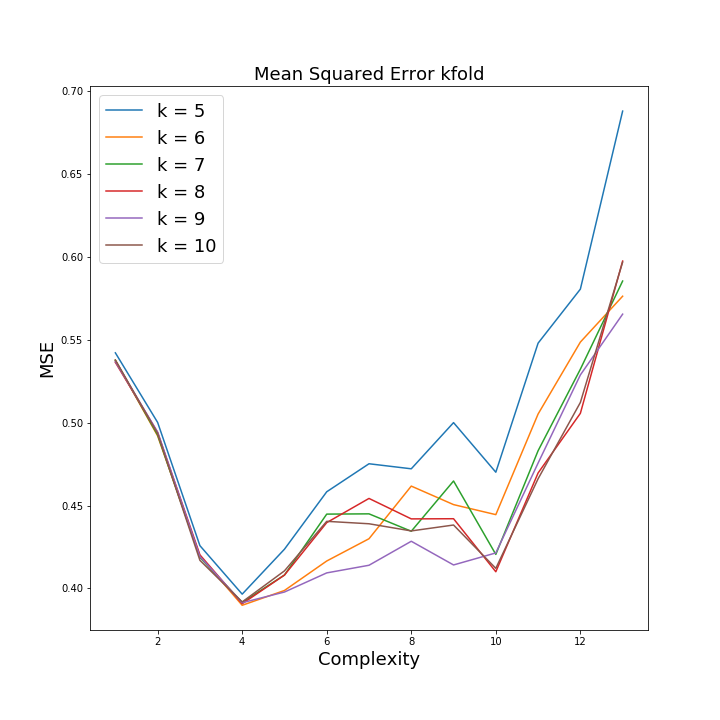 Mean Squared Error kfold
0.70
0.65
0.60
0.55
0.50
0.45
0.40
MSE
k = 5
k = 6
k = 7
k = 8
k = 9
k = 10
2 4 6 8 10 12
Complexity